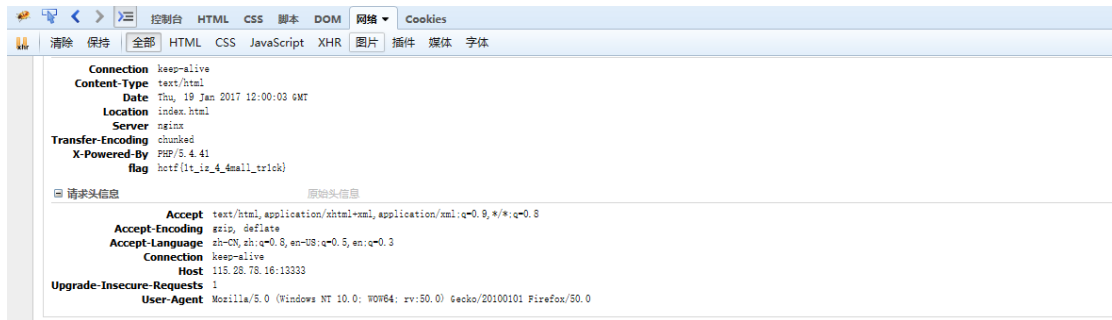 控制台 HTML CSS 脚本 DOM 网络 Cookies
清除 保持 全部 HTML CSS JavaScript XHR 图片 插件 媒体 字体
Connection keep-alive
Content-Type text/html
Date Thu, 19 Jan 2017 12:00:03 GMT
Location index.html
Server nginx
Transfer-Encoding chunked
X-Powered-By PHP/5.4.41
flag hctf{1t_iz_4_4mall_tr1ck}
请求头信息 原始头信息
Accept text/html,application/xhtml+xml,application/xml;q=0.9,*/*;q=0.8
Accept-Encoding gzip, deflate
Accept-Language zh-CN,zh;q=0.8,en-US;q=0.5,en;q=0.3
Connection keep-alive
Host 115.28.78.16:13333
Upgrade-Insecure-Requests 1
User-Agent Mozilla/5.0 (Windows NT 10.0; WOW64; rv:50.0) Gecko/20100101 Firefox/50.0